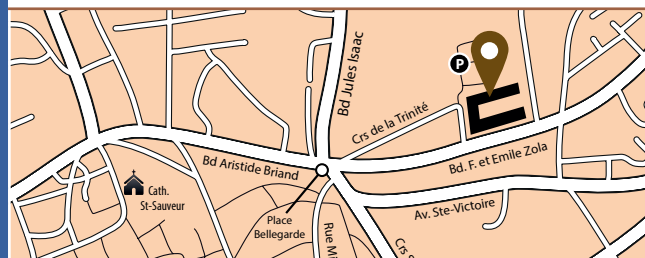 Bd Jules Isaac
P
Crs de la Trinité
Bd. F. et Emile Zola
Bd Aristide Briand
Cath.
St-Sauveur
Av. Ste-Victoire
Place
Bellegarde
Rue
Crs